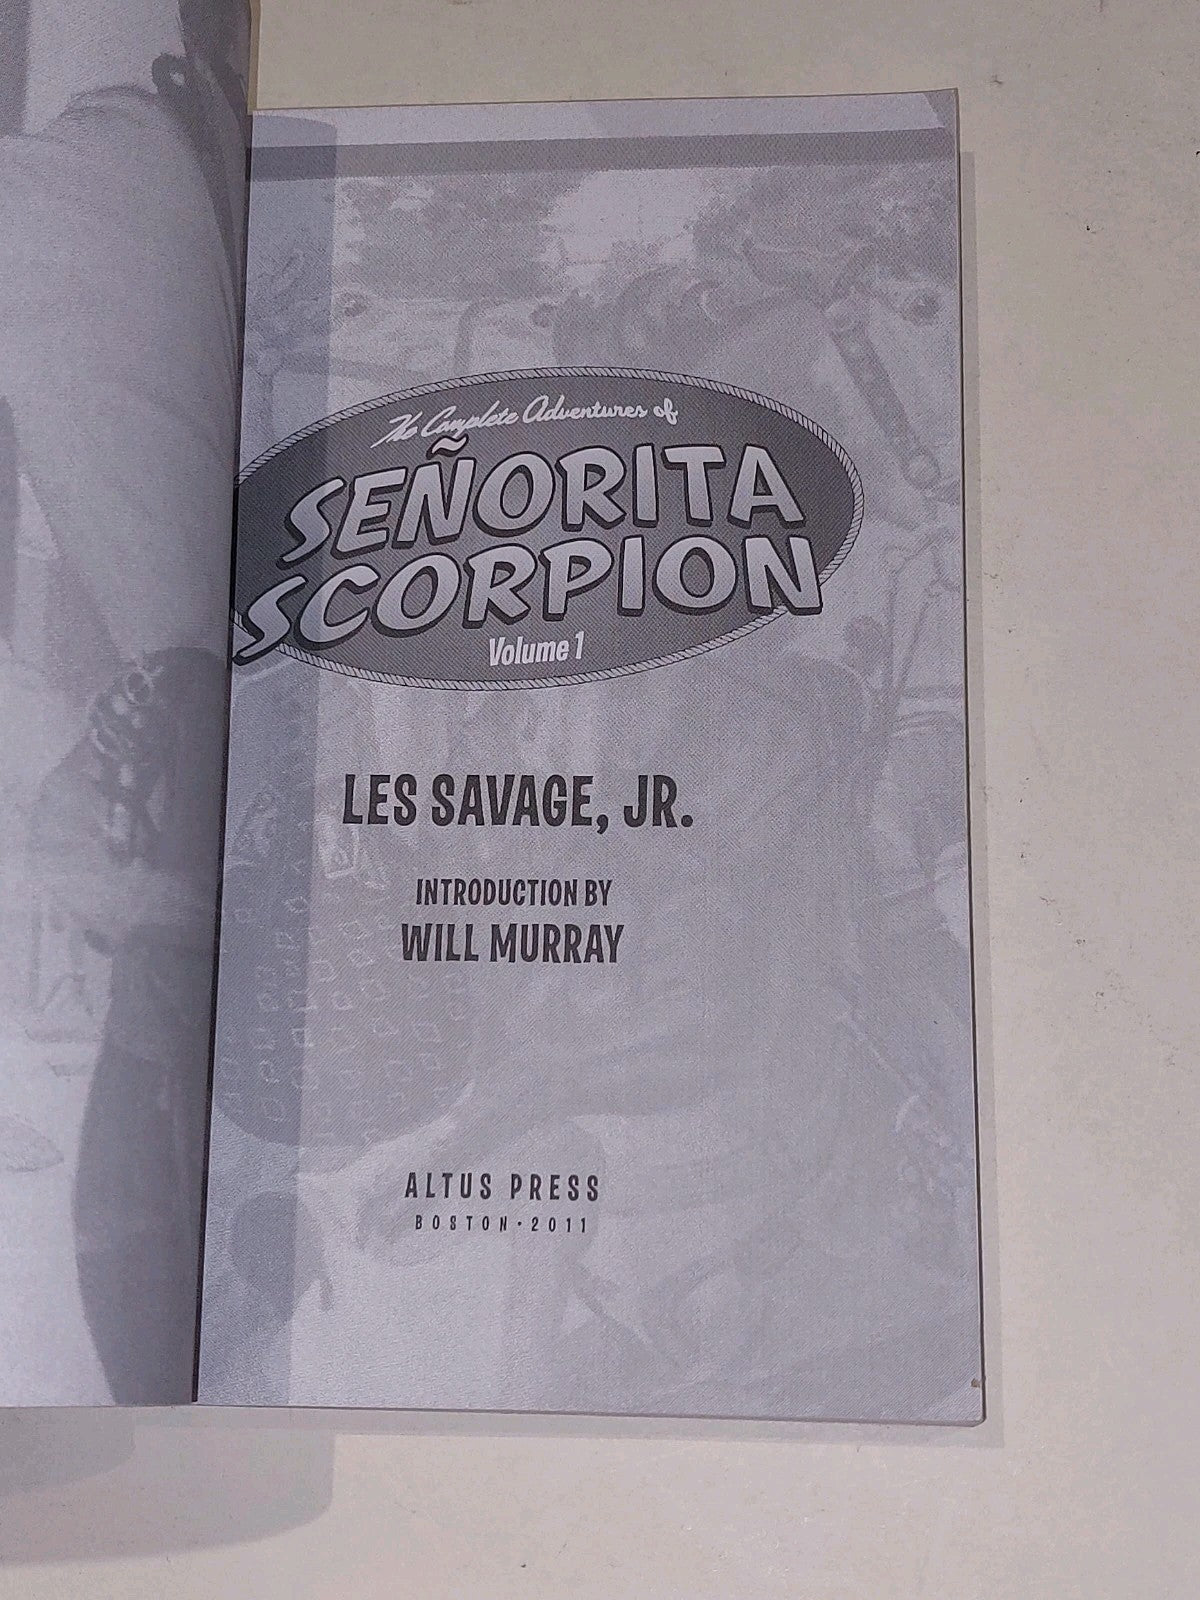 The Complete Adventures of
SEÑORITA
SCORPION
Volume 1
LES SAVAGE, JR.
INTRODUCTION BY
WILL MURRAY
ALTUS PRESS
BOSTON • 2011